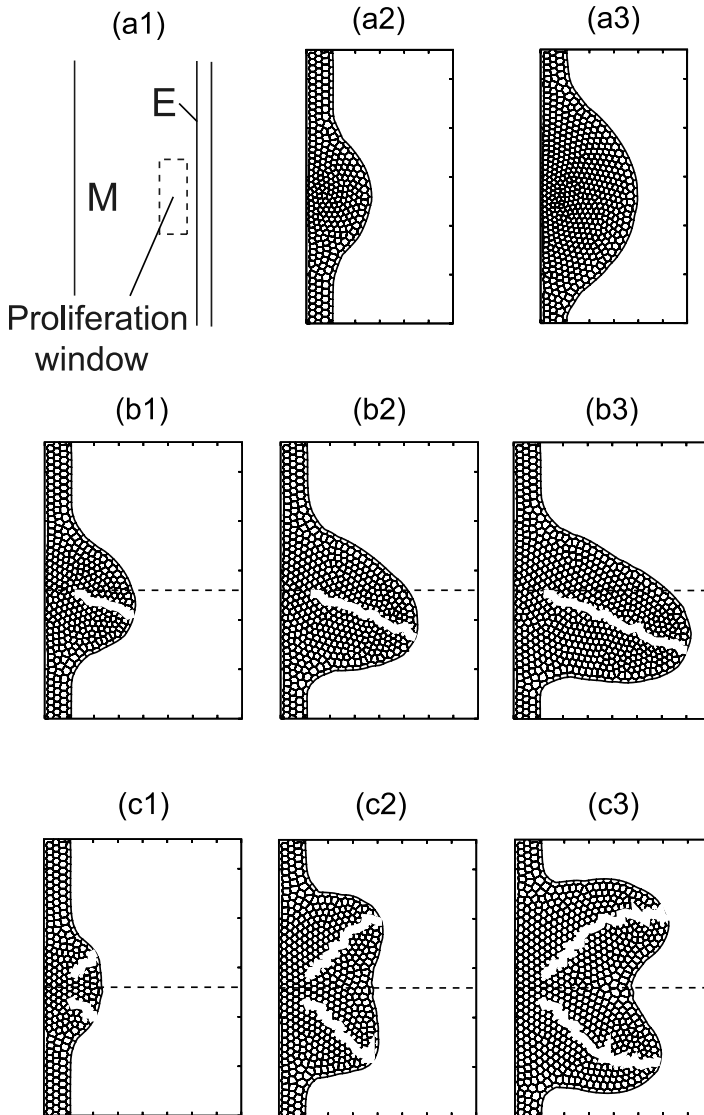 (a1)
(a2)
(a3)
E
M
Proliferation
window
(b1)
(b2)
(b3)
(c1)
(c2)
(c3)